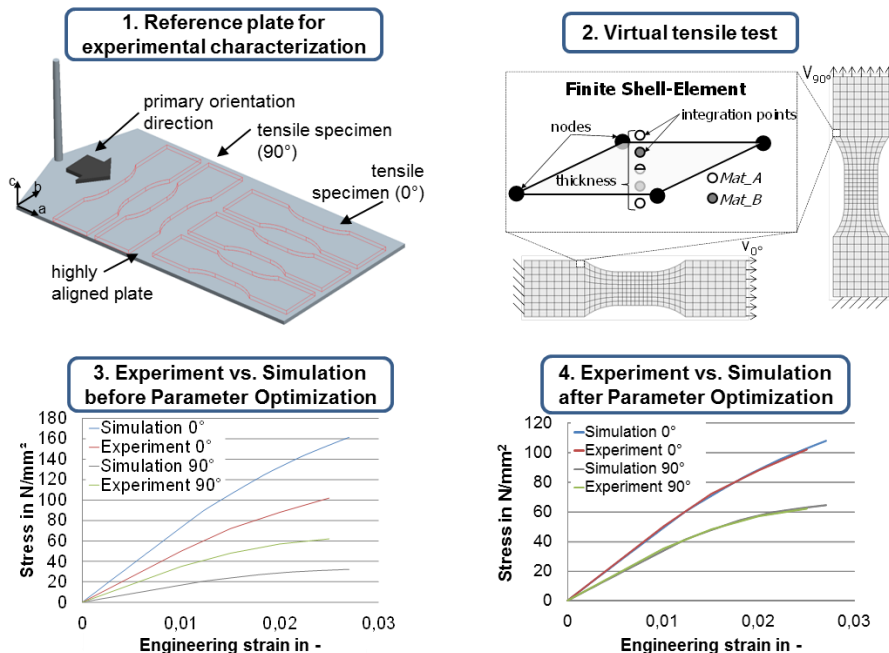 1. Reference plate for
experimental characterization
primary orientation
direction
tensile specimen
(90°)
tensile
specimen (0°)
c
b
a
highly
aligned plate
2. Virtual tensile test
Finite Shell-Element
nodes
integration points
thickness
Mat_A
Mat_B
V90°
V0°
3. Experiment vs. Simulation
before Parameter Optimization
Stress in N/mm²
180
160
140
120
100
80
60
40
20
0
Simulation 0°
Experiment 0°
Simulation 90°
Experiment 90°
0 0,01 0,02 0,03
Engineering strain in -
4. Experiment vs. Simulation
after Parameter Optimization
Stress in N/mm²
120
100
80
60
40
20
0
Simulation 0°
Experiment 0°
Simulation 90°
Experiment 90°
0 0,01 0,02 0,03
Engineering strain in -